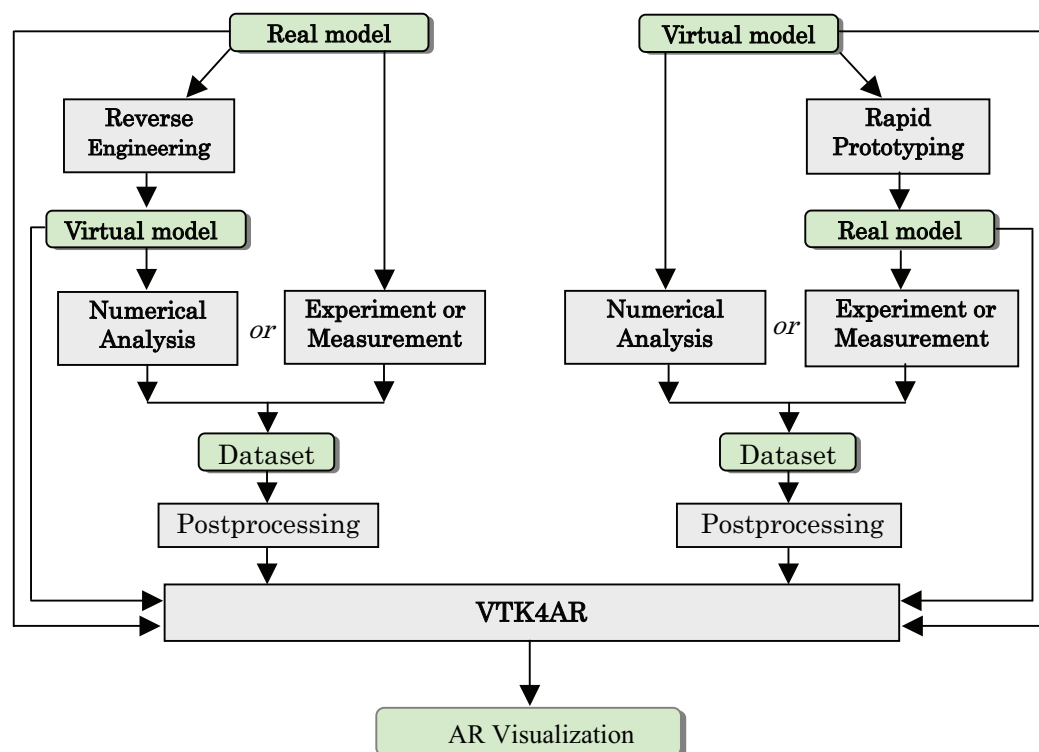 Real model
Virtual model
Reverse
Engineering
Rapid
Prototyping
Virtual model
Real model
Numerical
Analysis
or
Experiment or
Measurement
Numerical
Analysis
or
Experiment or
Measurement
Dataset
Dataset
Postprocessing
Postprocessing
VTK4AR
AR Visualization